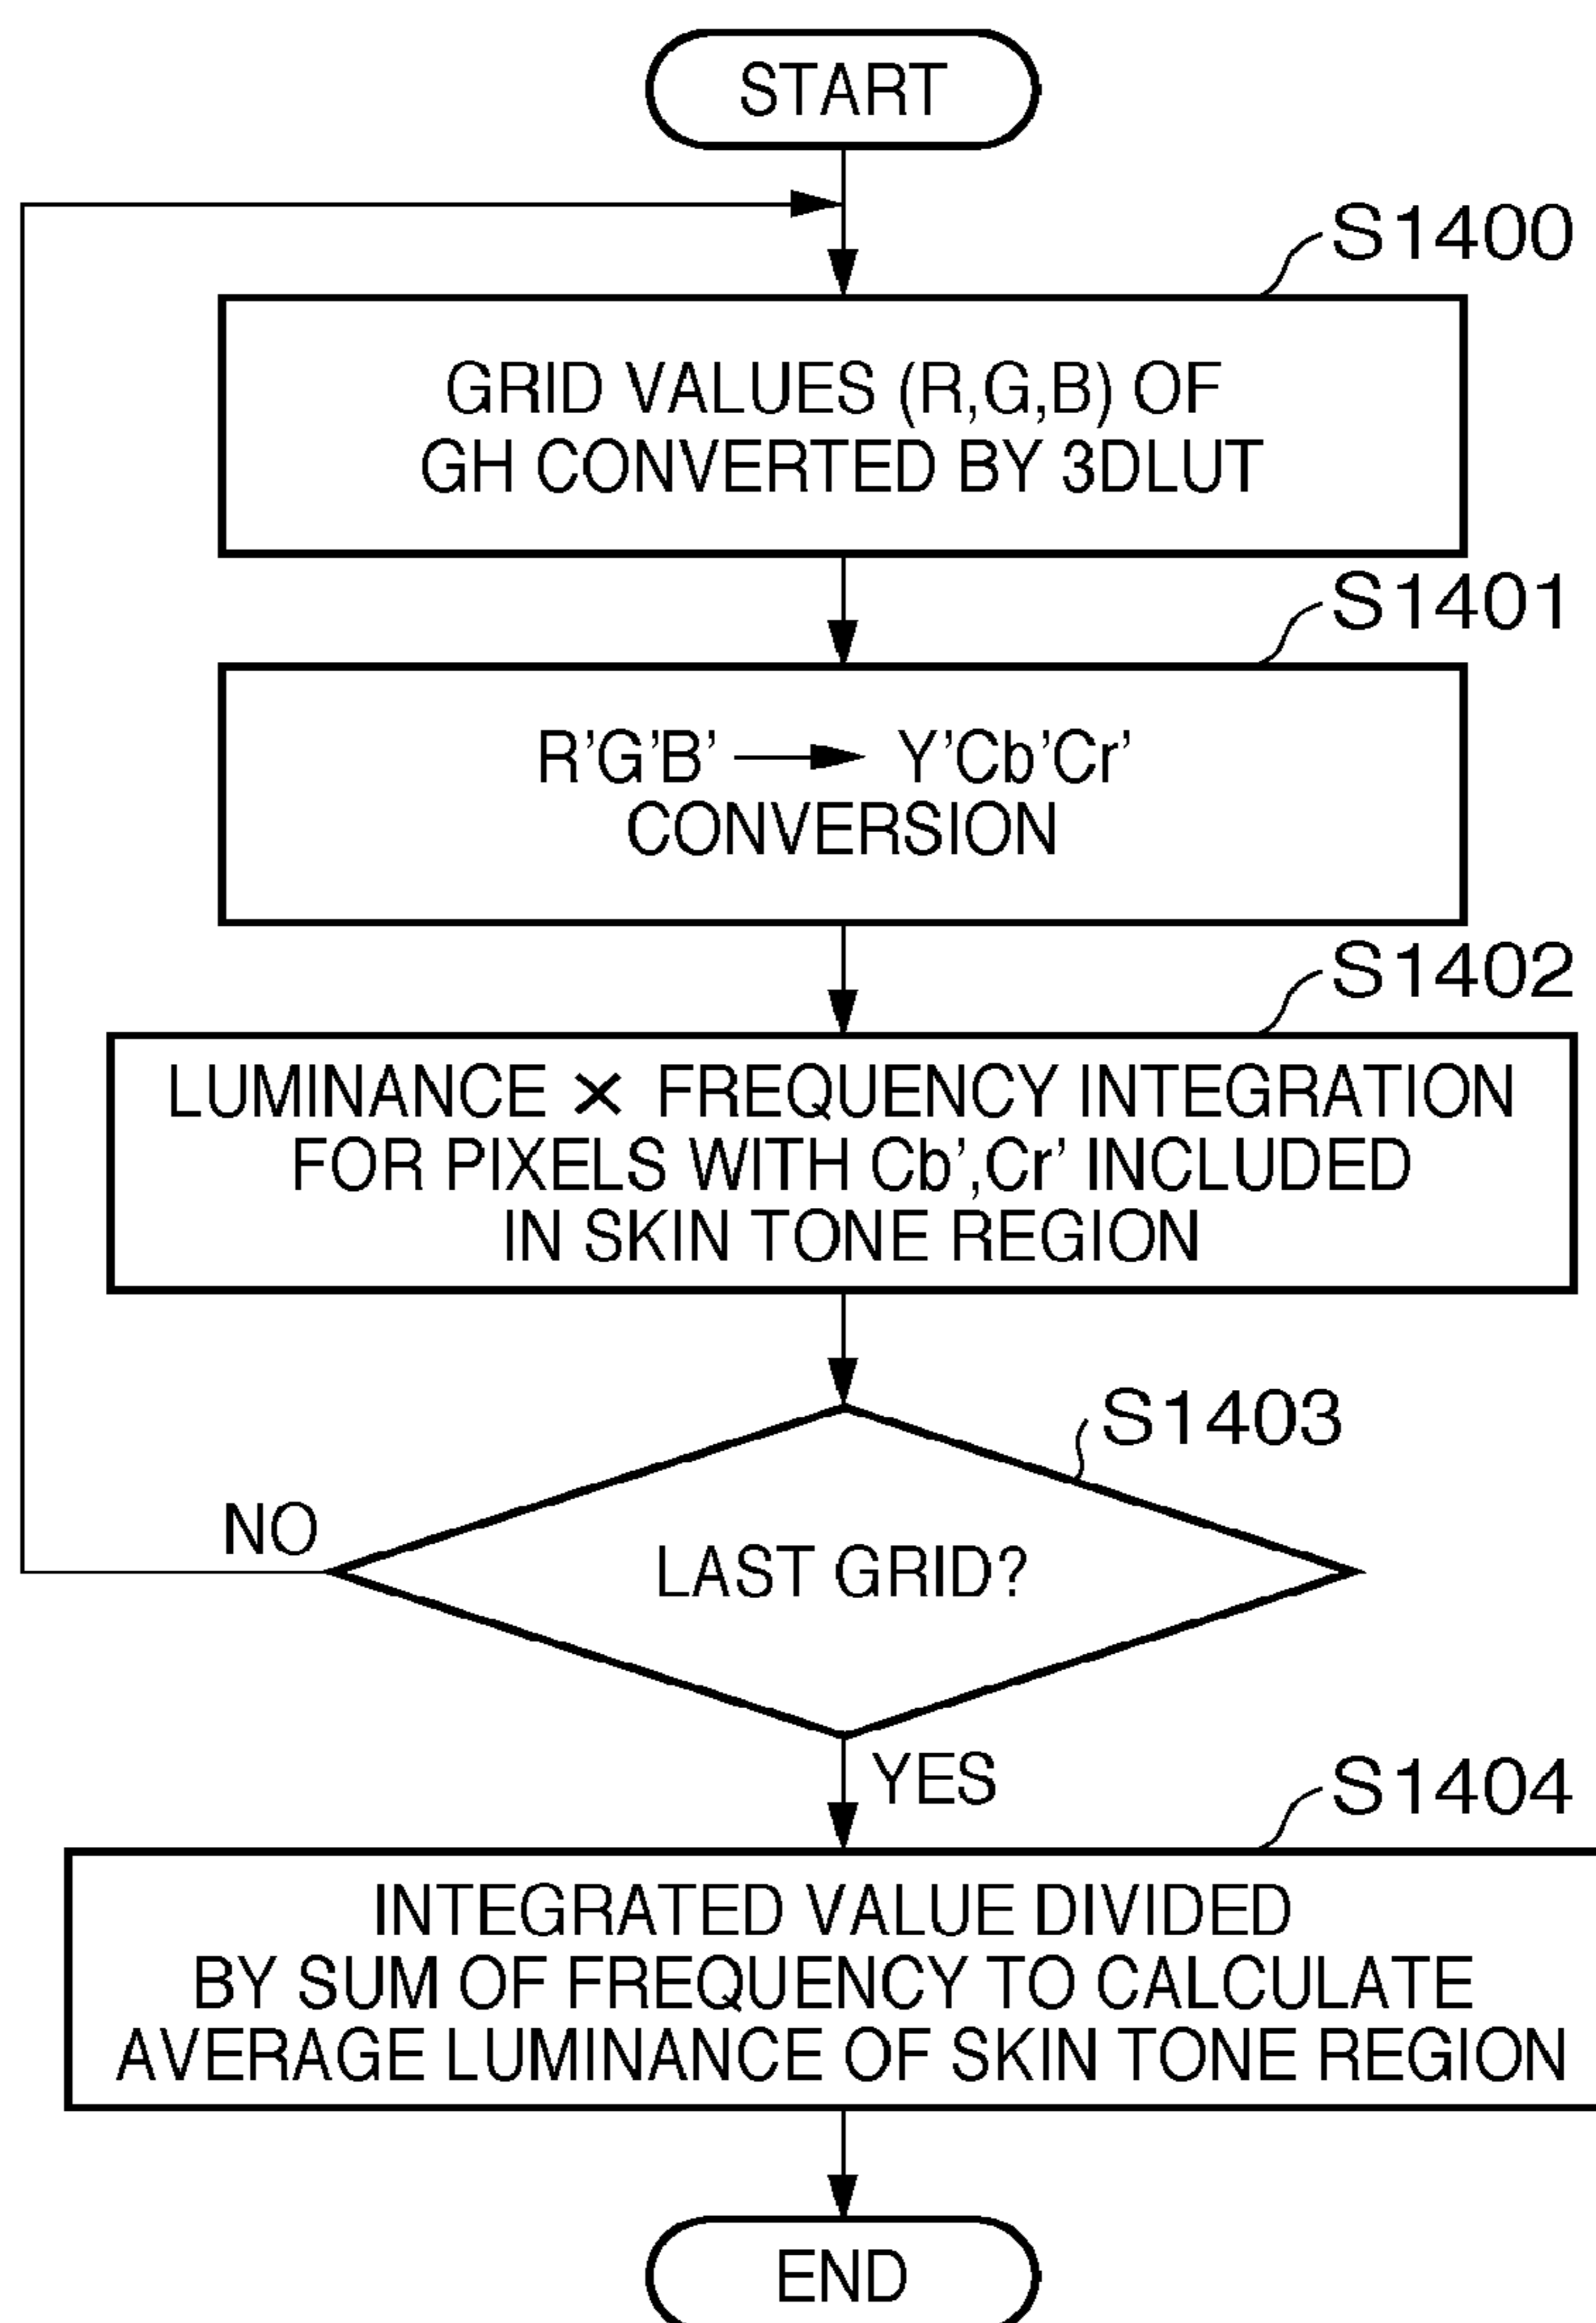 START
S1400
GRID VALUES (R,G,B) OF
GH CONVERTED BY 3DLUT
S1401
R'G'B' → Y'Cb'Cr'
CONVERSION
S1402
LUMINANCE × FREQUENCY INTEGRATION
FOR PIXELS WITH Cb',Cr' INCLUDED
IN SKIN TONE REGION
S1403
NO
LAST GRID?
YES
S1404
INTEGRATED VALUE DIVIDED
BY SUM OF FREQUENCY TO CALCULATE
AVERAGE LUMINANCE OF SKIN TONE REGION
END